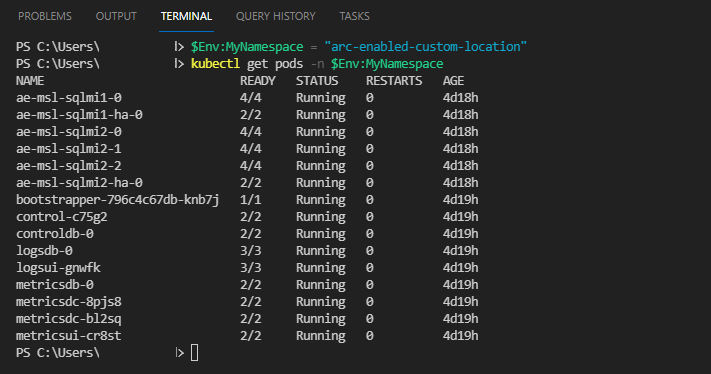 PROBLEMS OUTPUT TERMINAL QUERY HISTORY TASKS
PS C:\Users\ > $Env:MyNamespace = "arc-enabled-custom-location"
PS C:\Users\ > kubectl get pods -n $Env:MyNamespace
NAME READY STATUS RESTARTS AGE
ae-msl-sqlmi1-0 4/4 Running 0 4d18h
ae-msl-sqlmi1-ha-0 2/2 Running 0 4d18h
ae-msl-sqlmi2-0 4/4 Running 0 4d18h
ae-msl-sqlmi2-1 4/4 Running 0 4d18h
ae-msl-sqlmi2-2 4/4 Running 0 4d18h
ae-msl-sqlmi2-ha-0 2/2 Running 0 4d18h
bootstrapper-796c4c67db-knb7j 1/1 Running 0 4d19h
control-c75g2 2/2 Running 0 4d19h
controldb-0 2/2 Running 0 4d19h
logsdb-0 3/3 Running 0 4d19h
logsui-gnwfk 3/3 Running 0 4d19h
metricsdb-0 2/2 Running 0 4d19h
metricsdc-8pjs8 2/2 Running 0 4d19h
metricsdc-bl2sq 2/2 Running 0 4d19h
metricsui-cr8st 2/2 Running 0 4d19h
PS C:\Users\ >